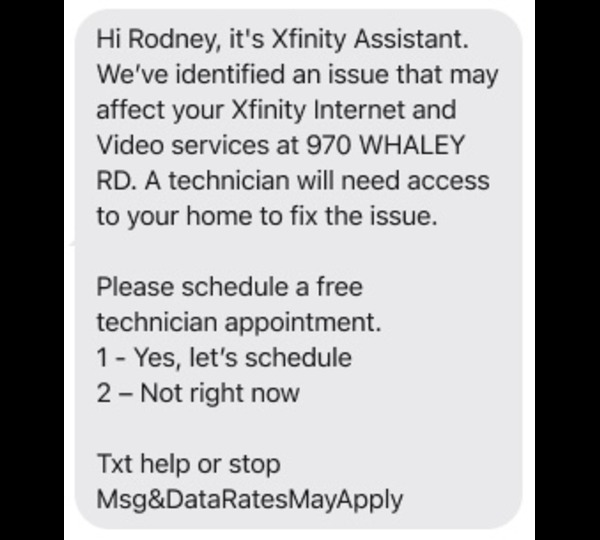 Hi Rodney, it's Xfinity Assistant.
We’ve identified an issue that may
affect your Xfinity Internet and
Video services at 970 WHALEY
RD. A technician will need access
to your home to fix the issue.
Please schedule a free
technician appointment.
1 - Yes, let’s schedule
2 – Not right now
Txt help or stop
Msg&DataRatesMayApply